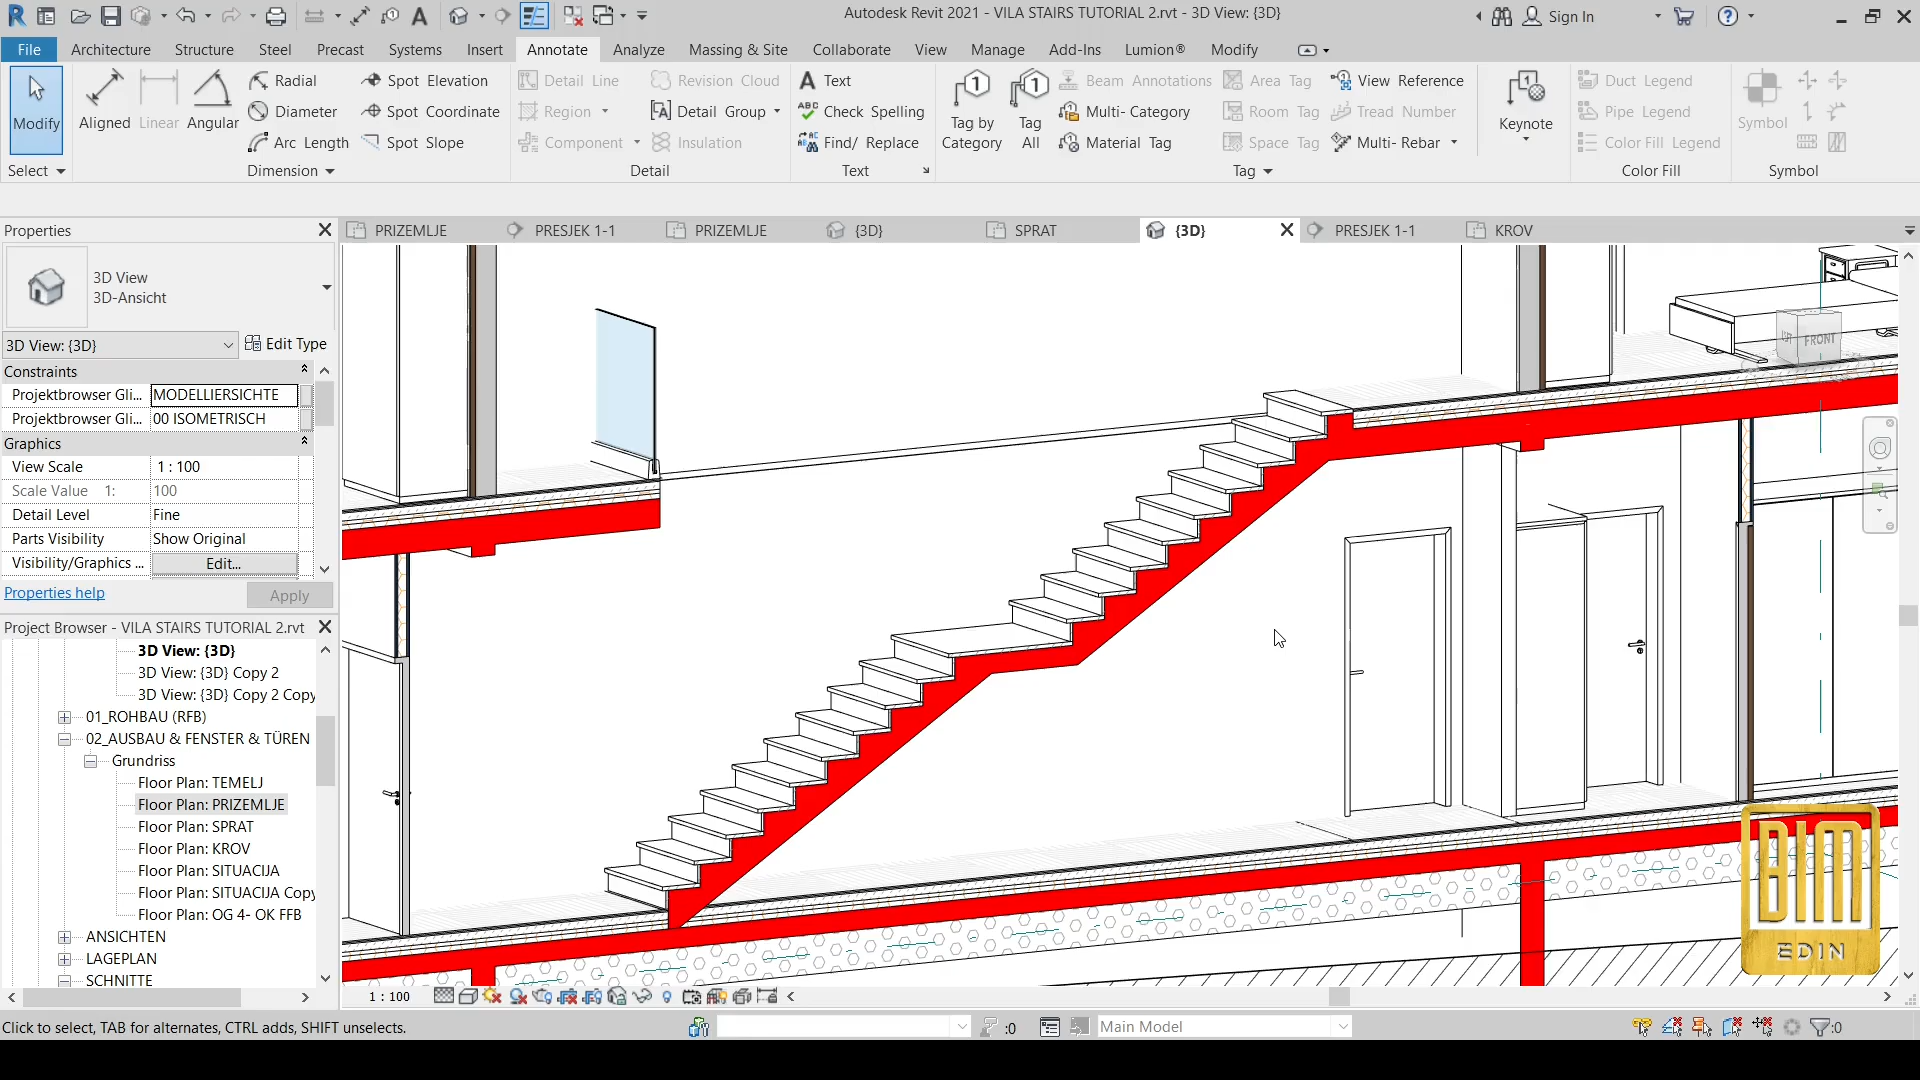 Autodesk Revit 2021 - VILA STAIRS TUTORIAL 2.rvt - 3D View: {3D}
Sign In
File Architecture Structure Steel Precast Systems Insert Annotate Analyze Massing & Site Collaborate View Manage Add-Ins Lumion® Modify
Modify
Select
Aligned
Linear
Angular
Radial
Diameter
Arc Length
Spot Elevation
Spot Coordinate
Spot Slope
Dimension
Detail Line
Region
Component
Revision Cloud
Detail Group
Insulation
Detail
Text
Check Spelling
Find/ Replace
Text
Tag by
Category
Tag
All
Beam Annotations
Multi- Category
Material Tag
Area Tag
Room Tag
Space Tag
View Reference
Tread Number
Multi- Rebar
Tag
Keynote
Duct Legend
Pipe Legend
Color Fill Legend
Color Fill
Symbol
Symbol
PRIZEMLJE PRESJEK 1-1 PRIZEMLJE {3D} SPRAT {3D} PRESJEK 1-1 KROV
Properties
3D View
3D-Ansicht
3D View: {3D} Edit Type
Constraints
Projektbrowser Gli... MODELLIERSICHTE
Projektbrowser Gli... 00 ISOMETRISCH
Graphics
View Scale 1 : 100
Scale Value 1: 100
Detail Level Fine
Parts Visibility Show Original
Visibility/Graphics ... Edit...
Properties help Apply
Project Browser - VILA STAIRS TUTORIAL 2.rvt
3D View: {3D}
3D View: {3D} Copy 2
3D View: {3D} Copy 2 Copy
01_ROHBAU (RFB)
02_AUSBAU & FENSTER & TÜREN
Grundriss
Floor Plan: TEMELJ
Floor Plan: PRIZEMLJE
Floor Plan: SPRAT
Floor Plan: KROV
Floor Plan: SITUACIJA
Floor Plan: SITUACIJA Copy
Floor Plan: OG 4- OK FFB
ANSICHTEN
LAGEPLAN
SCHNITTE
FRONT
BIM
EDIN
1 : 100
Click to select, TAB for alternates, CTRL adds, SHIFT unselects.
:0
Main Model
:0